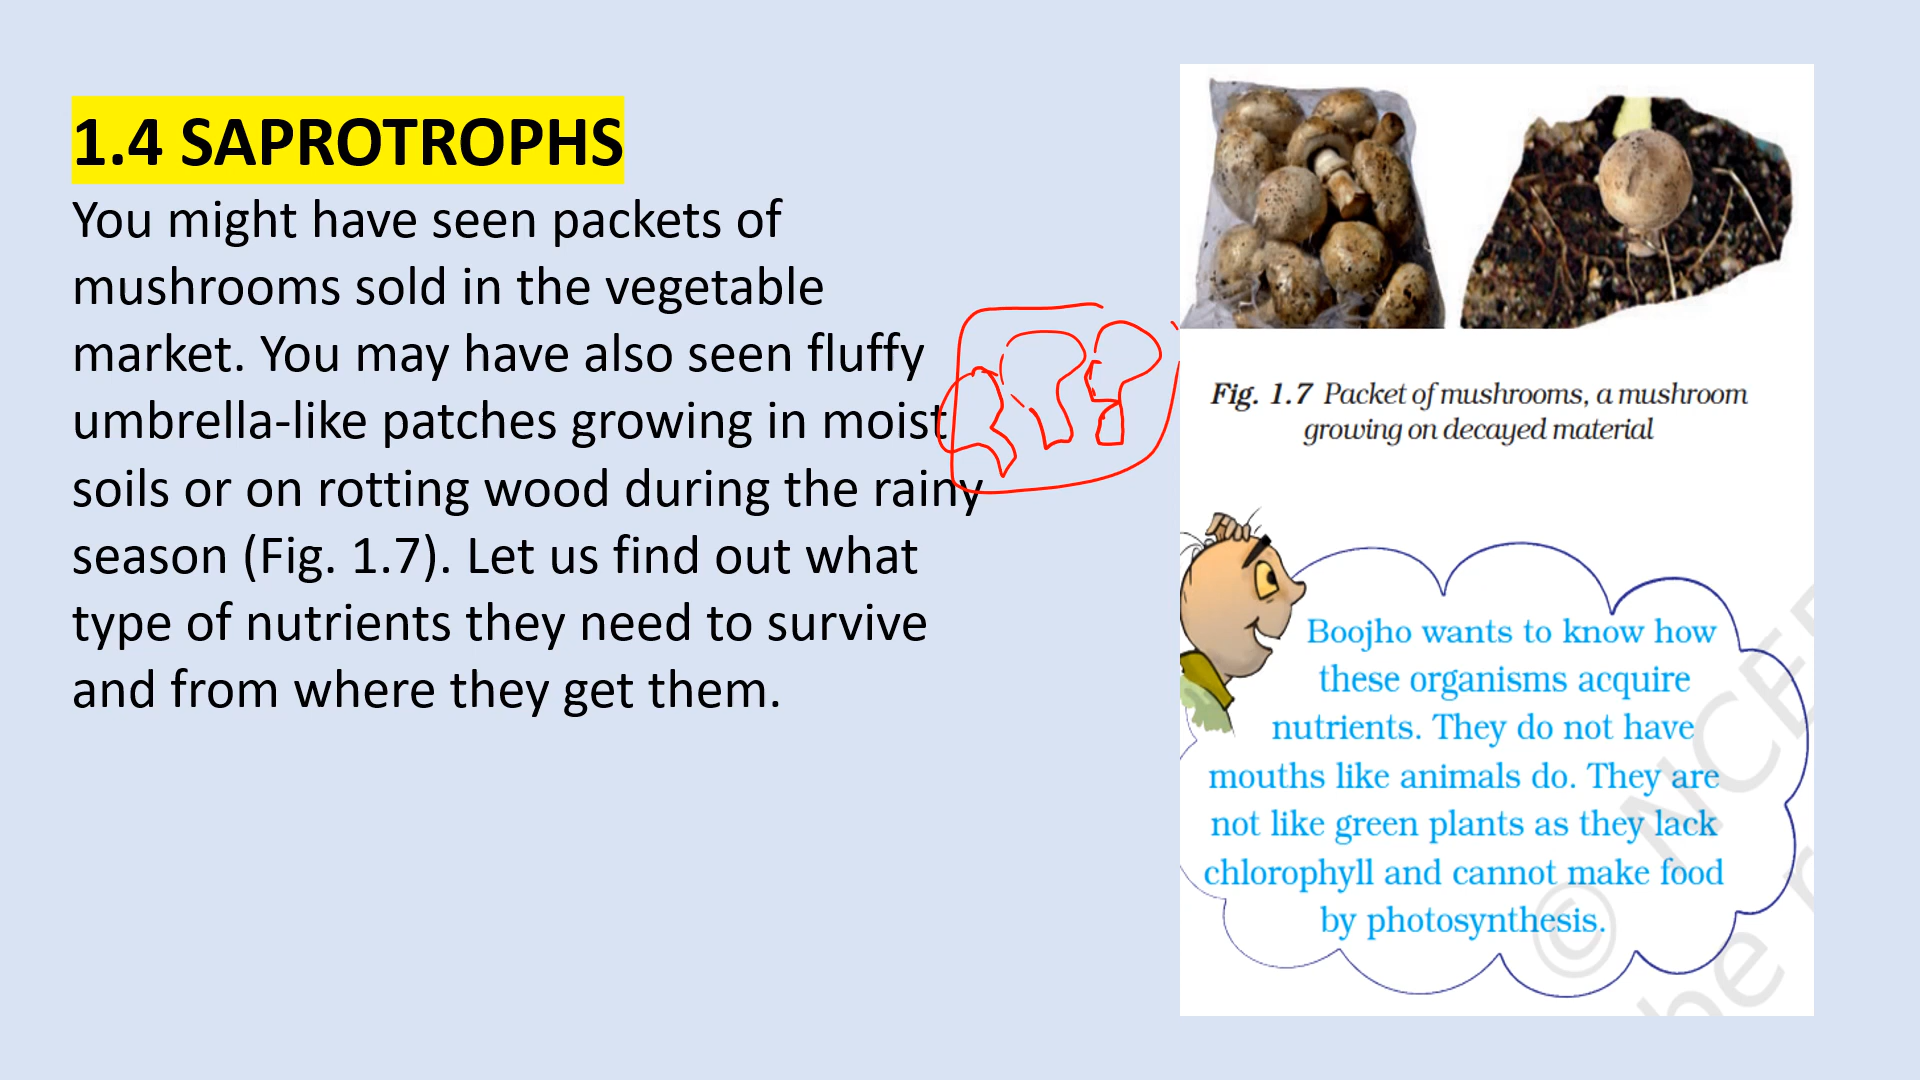 1.4 SAPROTROPHS
You might have seen packets of
mushrooms sold in the vegetable
market. You may have also seen fluffy
umbrella-like patches growing in moist
soils or on rotting wood during the rainy
season (Fig. 1.7). Let us find out what
type of nutrients they need to survive
and from where they get them.
Fig. 1.7 Packet of mushrooms, a mushroom
growing on decayed material
Boojho wants to know how
these organisms acquire
nutrients. They do not have
mouths like animals do. They are
not like green plants as they lack
chlorophyll and cannot make food
by photosynthesis.
© NCE
be r